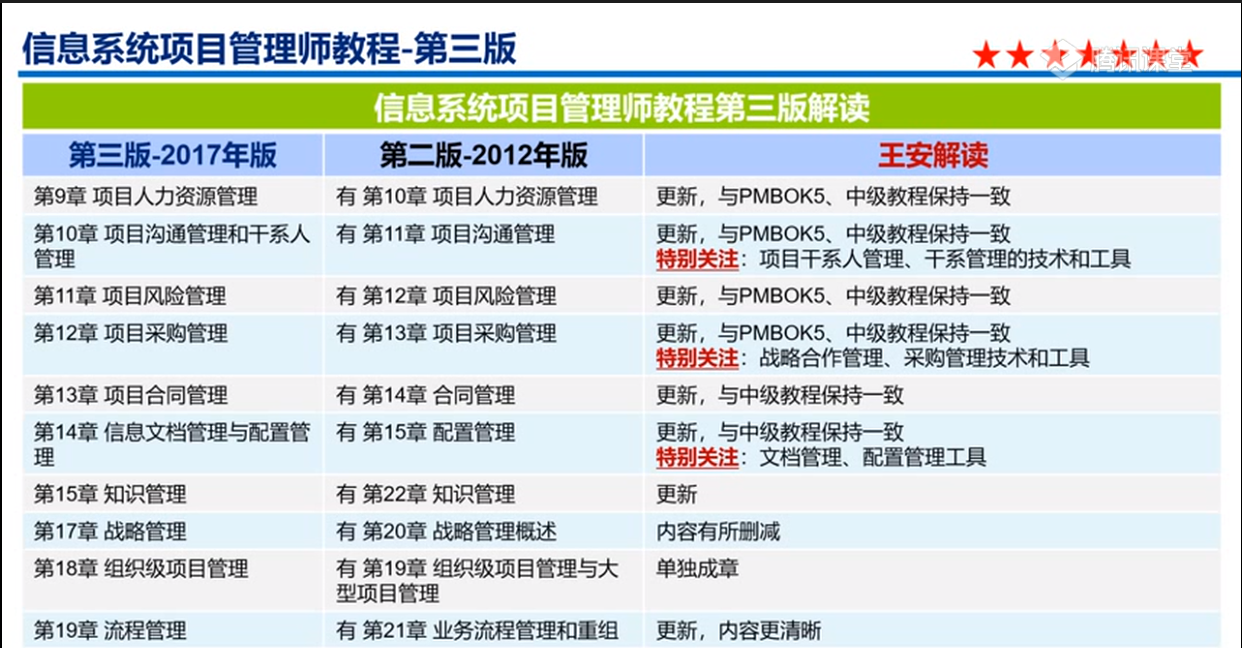 信息系统项目管理师教程-第三版
腾讯课堂
信息系统项目管理师教程第三版解读
第三版-2017年版 第二版-2012年版 王安解读
第9章 项目人力资源管理 有 第10章 项目人力资源管理 更新，与PMBOK5、中级教程保持一致
第10章 项目沟通管理和干系人 有 第11章 项目沟通管理 更新，与PMBOK5、中级教程保持一致
管理 特别关注：项目干系人管理、干系管理的技术和工具
第11章 项目风险管理 有 第12章 项目风险管理 更新，与PMBOK5、中级教程保持一致
第12章 项目采购管理 有 第13章 项目采购管理 更新，与PMBOK5、中级教程保持一致
特别关注：战略合作管理、采购管理技术和工具
第13章 项目合同管理 有 第14章 合同管理 更新，与中级教程保持一致
第14章 信息文档管理与配置管 有 第15章 配置管理 更新，与中级教程保持一致
理 特别关注：文档管理、配置管理工具
第15章 知识管理 有 第22章 知识管理 更新
第17章 战略管理 有 第20章 战略管理概述 内容有所删减
第18章 组织级项目管理 有 第19章 组织级项目管理与大 单独成章
型项目管理
第19章 流程管理 有 第21章 业务流程管理和重组 更新，内容更清晰